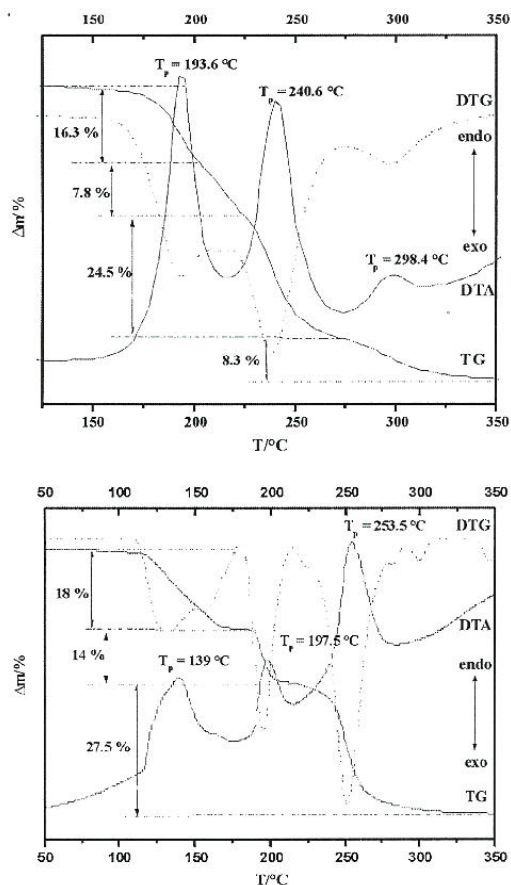 150 200 250 300 350
T_p = 193.6 °C
T_p = 240.6 °C
DTG
endo
16.3 %
7.8 %
Δm/%
exo
T_p = 298.4 °C
24.5 %
DTA
8.3 %
TG
150 200 250 300 350
T/°C
50 100 150 200 250 300 350
T_p = 253.5 °C
DTG
18 %
T_p = 197.5 °C
DTA
14 %
T_p = 139 °C
endo
Δm/%
27.5 %
exo
TG
50 100 150 200 250 300 350
T/°C